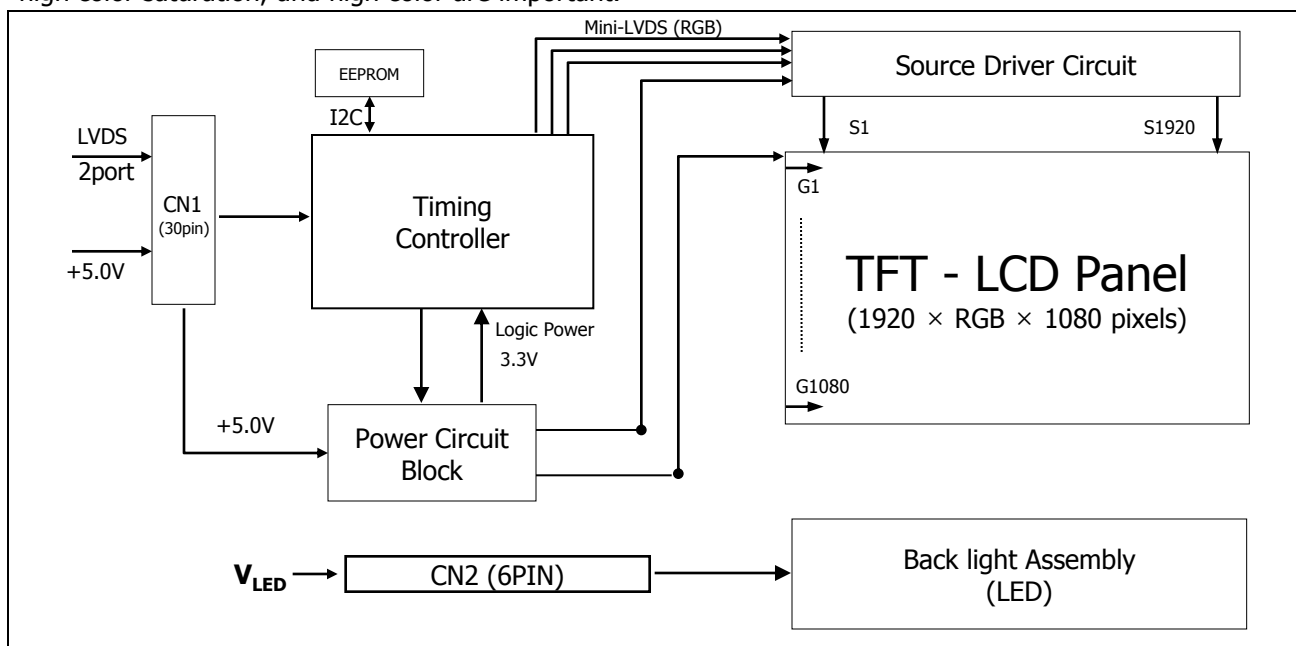 high color saturation, and high color are important.
Mini-LVDS (RGB)
Source Driver Circuit
EEPROM
I2C
S1
S1920
LVDS
2port
CN1
(30pin)
+5.0V
Timing
Controller
G1
TFT - LCD Panel
(1920 × RGB × 1080 pixels)
G1080
Logic Power
3.3V
+5.0V
Power Circuit
Block
V_LED
CN2 (6PIN)
Back light Assembly
(LED)